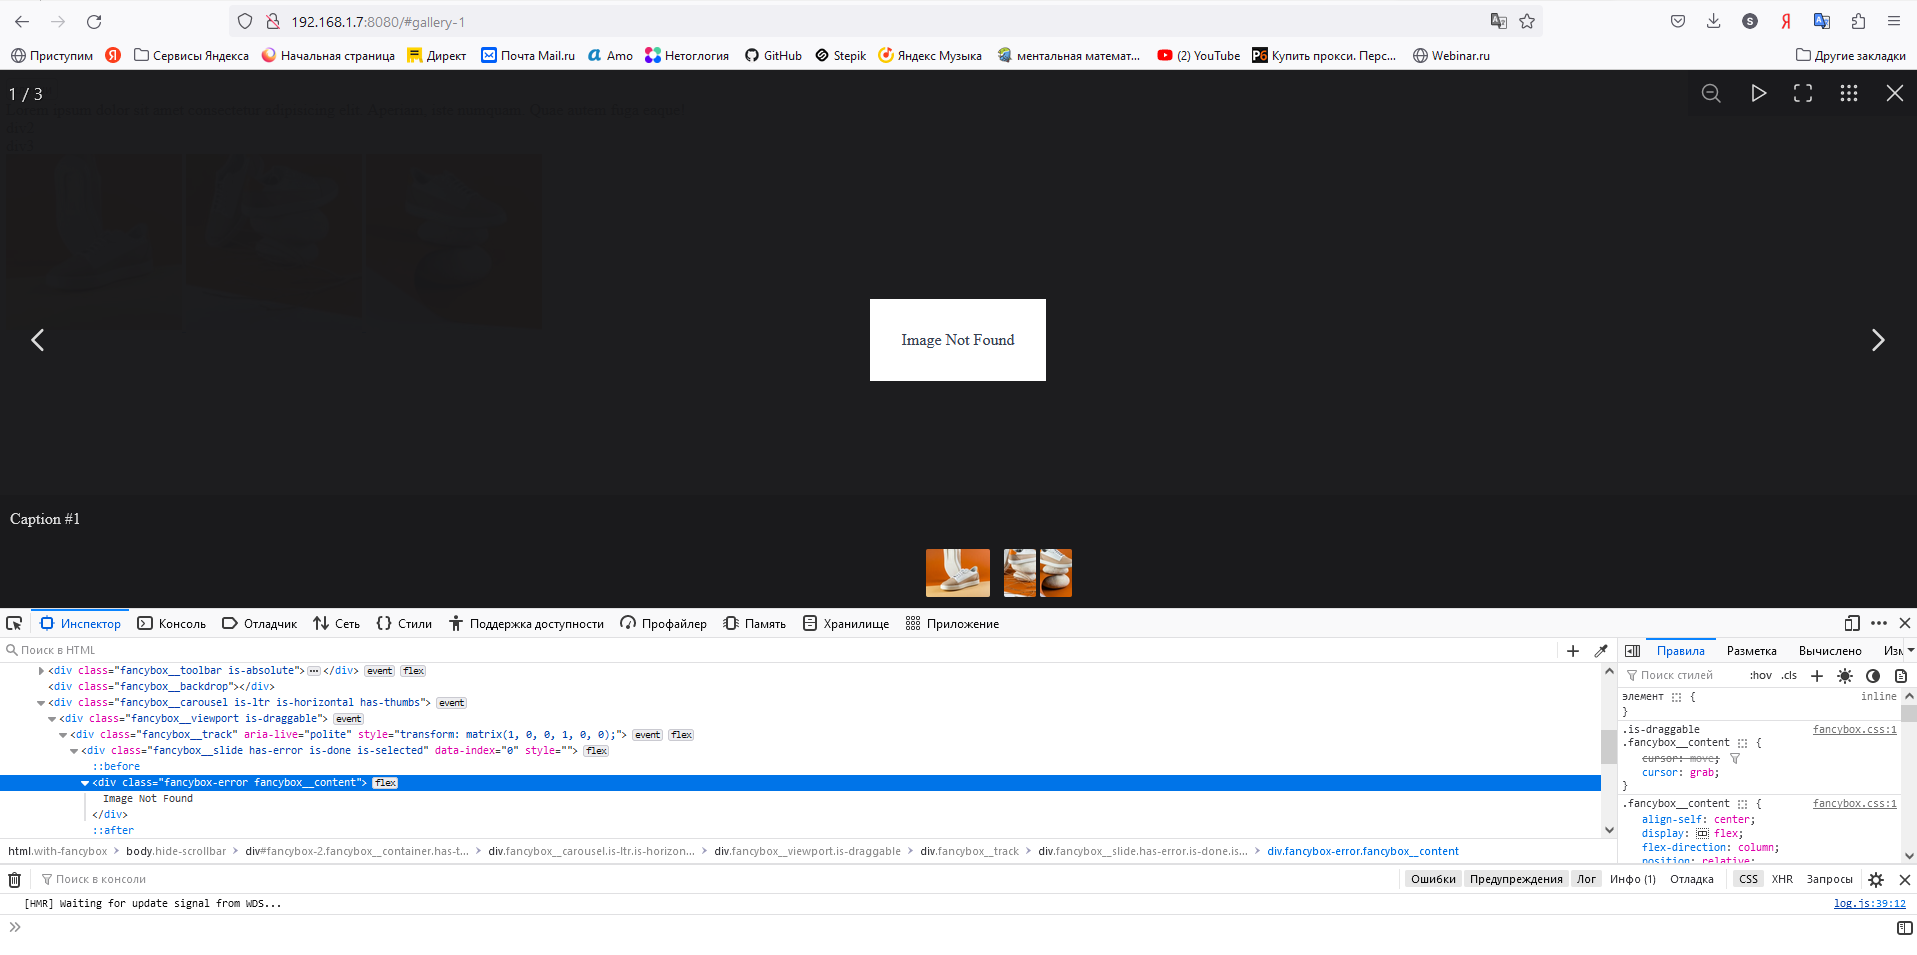 192.168.1.7:8080/#gallery-1
Приступим
Сервисы Яндекса
Начальная страница
Директ
Почта Mail.ru
Amo
Нетоглогия
GitHub
Stepik
Яндекс Музыка
ментальная математ...
(2) YouTube
Купить прокси. Перс...
Webinar.ru
Другие закладки
1 / 3
Image Not Found
Caption #1
Инспектор
Консоль
Отладчик
Сеть
Стили
Поддержка доступности
Профайлер
Память
Хранилище
Приложение
Поиск в HTML
<div class="fancybox__toolbar is-absolute">⋯</div> event flex
<div class="fancybox__backdrop"></div>
<div class="fancybox__carousel is-ltr is-horizontal has-thumbs"> event
<div class="fancybox__viewport is-draggable"> event
<div class="fancybox__track" aria-live="polite" style="transform: matrix(1, 0, 0, 1, 0, 0);"> event flex
<div class="fancybox__slide has-error is-done is-selected" data-index="0" style=""> flex
::before
<div class="fancybox-error fancybox__content"> flex
Image Not Found
</div>
::after
html.with-fancybox
body.hide-scrollbar
div#fancybox-2.fancybox__container.has-t...
div.fancybox__carousel.is-ltr.is-horizon...
div.fancybox__viewport.is-draggable
div.fancybox__track
div.fancybox__slide.has-error.is-done.is...
div.fancybox-error.fancybox__content
Правила
Разметка
Вычислено
Изм
Поиск стилей
:hov .cls
элемент { inline
}
.is-draggable fancybox.css:1
.fancybox__content {
cursor: move;
cursor: grab;
}
.fancybox__content { fancybox.css:1
align-self: center;
display: flex;
flex-direction: column;
position: relative;
Поиск в консоли
Ошибки
Предупреждения
Лог
Инфо (1)
Отладка
CSS
XHR
Запросы
[HMR] Waiting for update signal from WDS... log.js:39:12